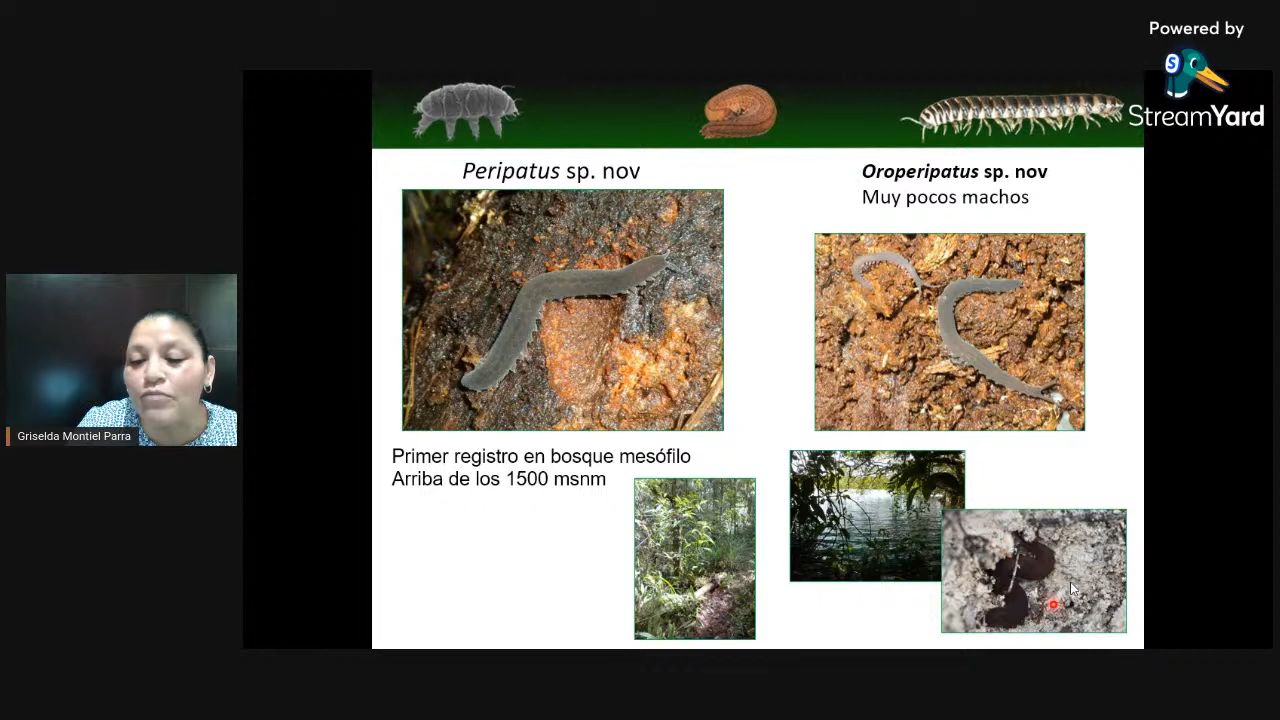 Powered by
S
StreamYard
Peripatus sp. nov
Oroperipatus sp. nov
Muy pocos machos
Griselda Montiel Parra
Primer registro en bosque mesófilo
Arriba de los 1500 msnm